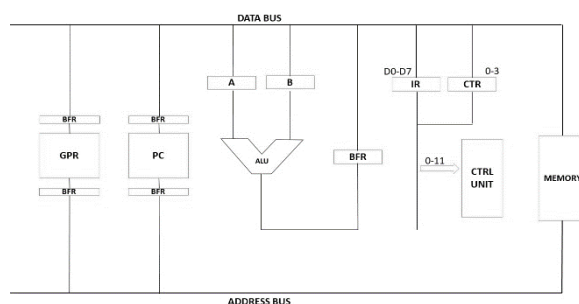 DATA BUS
D0-D7
0-3
A
B
IR
CTR
BFR
BFR
GPR
PC
ALU
BFR
0-11
CTRL
UNIT
MEMORY
BFR
BFR
ADDRESS BUS